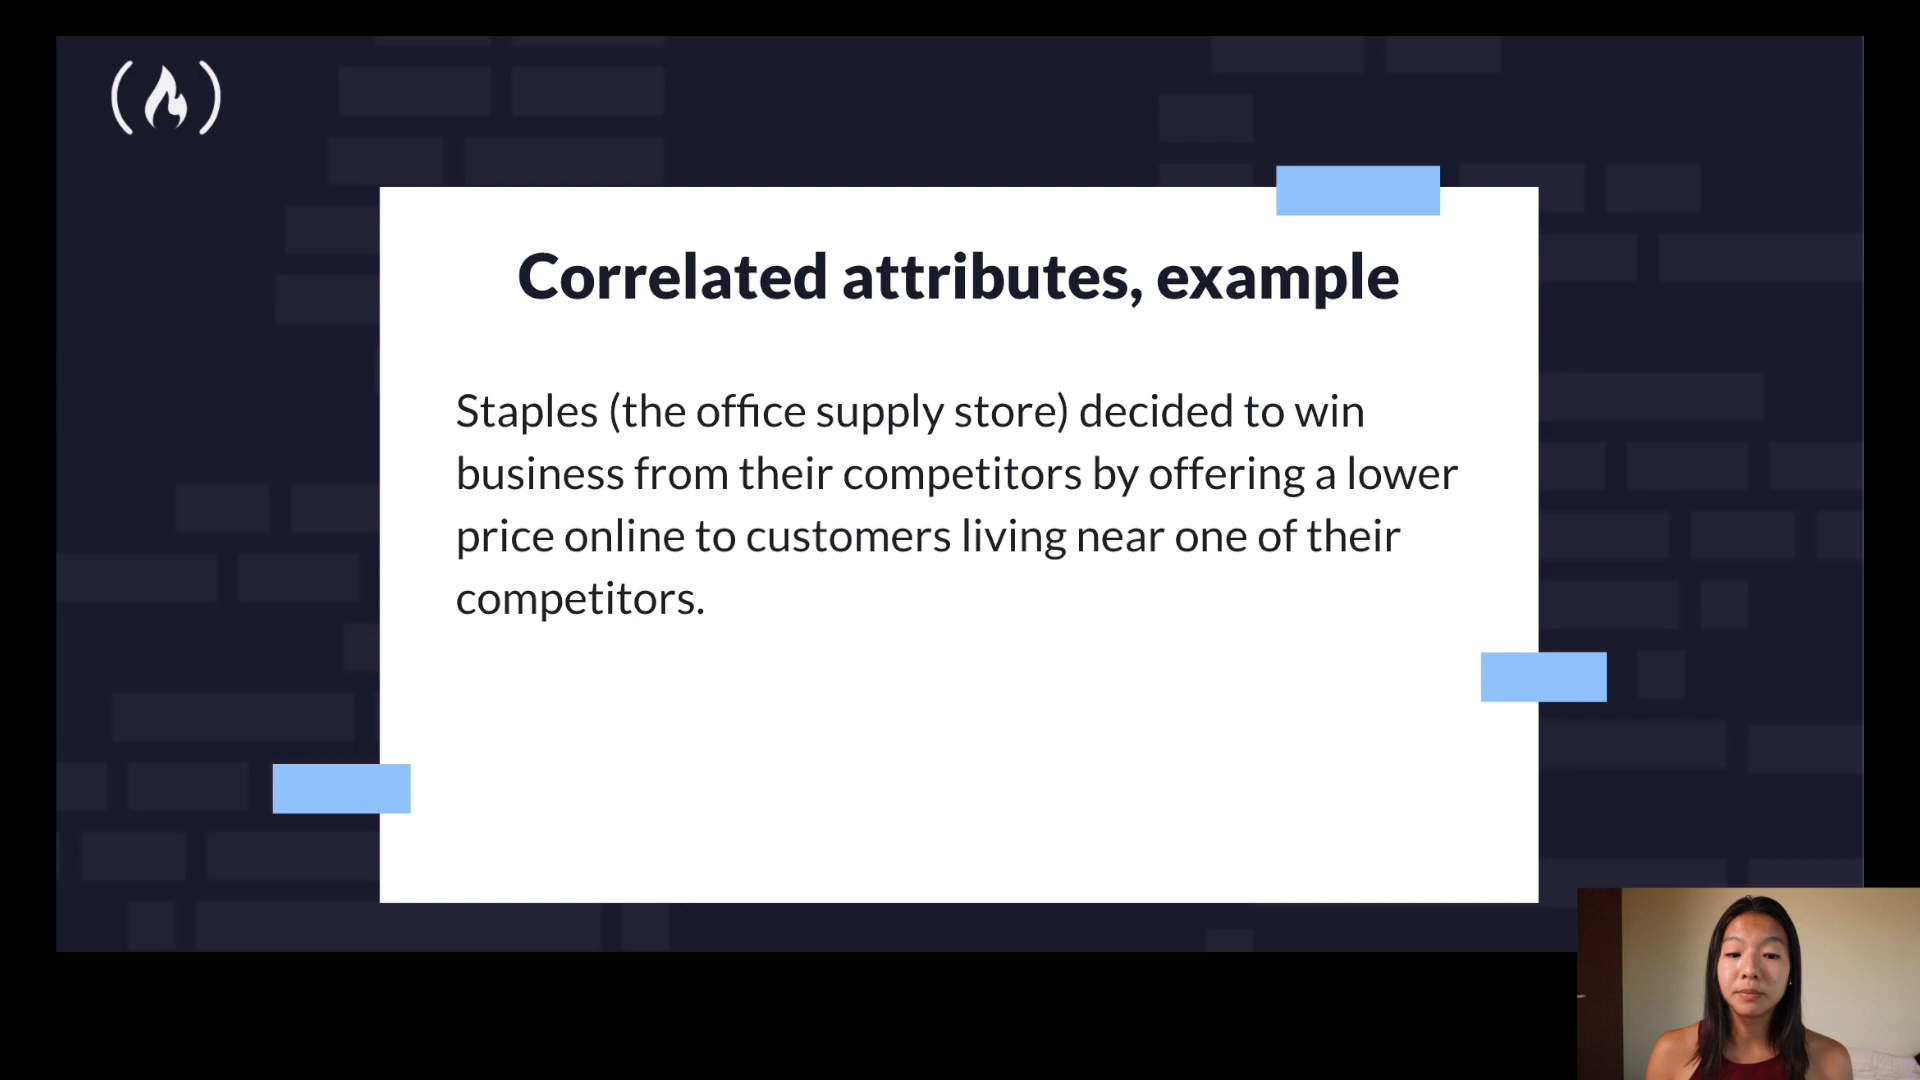 Correlated attributes, example
Staples (the office supply store) decided to win
business from their competitors by offering a lower
price online to customers living near one of their
competitors.